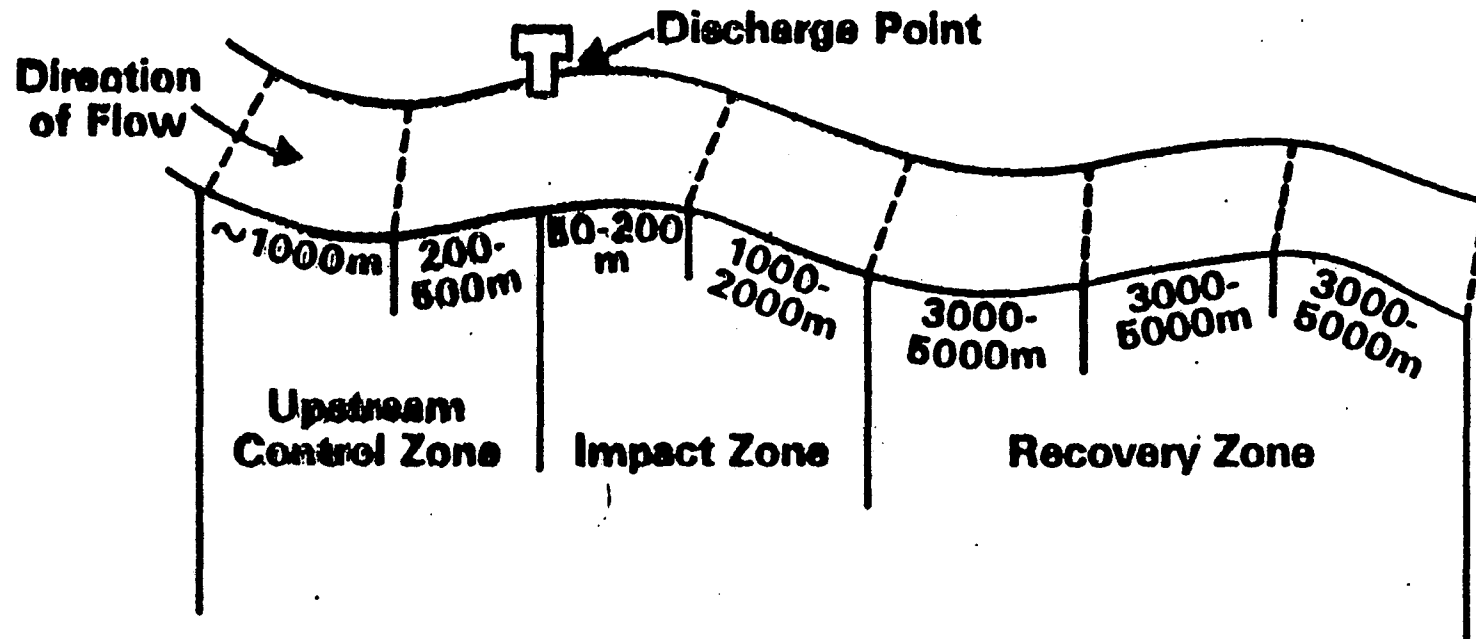 Discharge Point
Direction
of Flow
~1000m
200-
500m
50-200
m
1000-
2000m
3000-
5000m
3000-
5000m
3000-
5000m
Upstream
Control Zone
Impact Zone
Recovery Zone